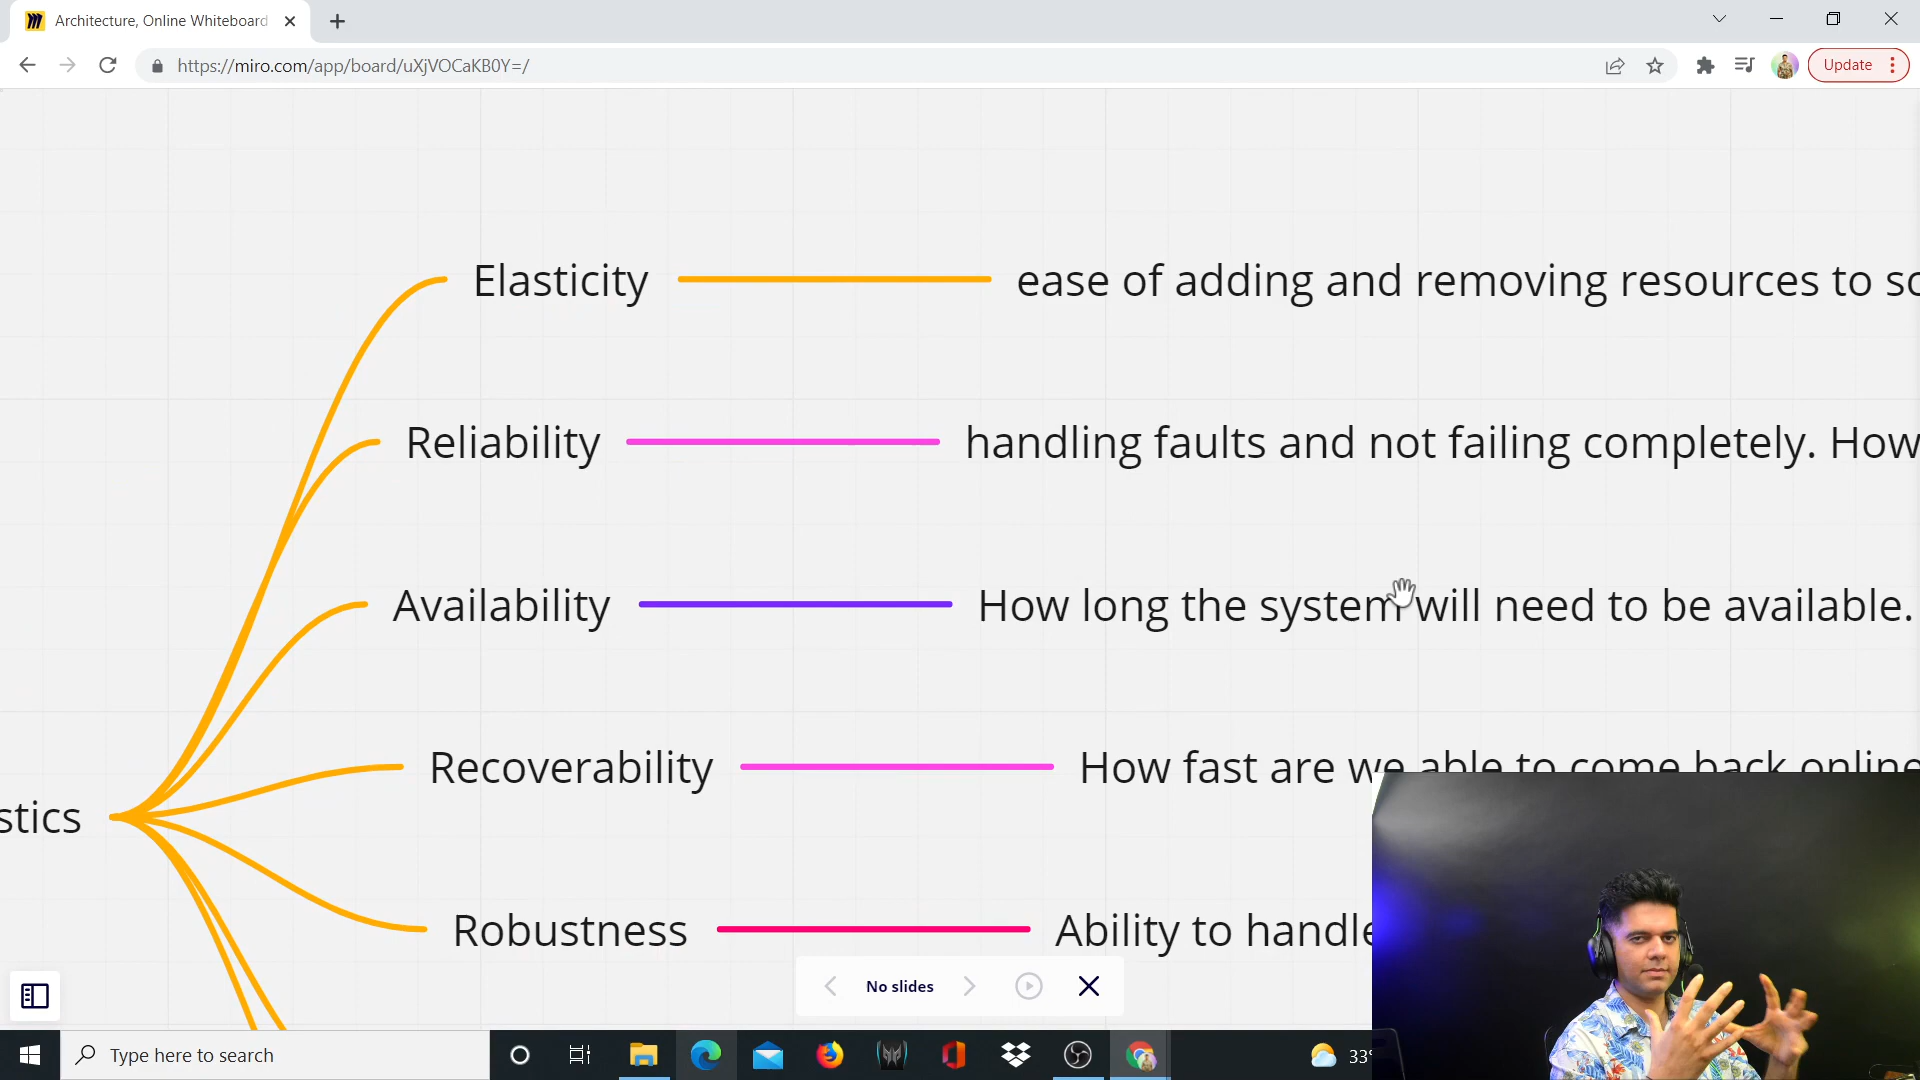 Architecture, Online Whiteboard
https://miro.com/app/board/uXjVOCaKB0Y=/
Update
Elasticity ease of adding and removing resources to sc
Reliability handling faults and not failing completely. How
Availability How long the system will need to be available.
Recoverability How fast are we able to come back online
stics
Robustness Ability to handle
No slides
Type here to search
33°